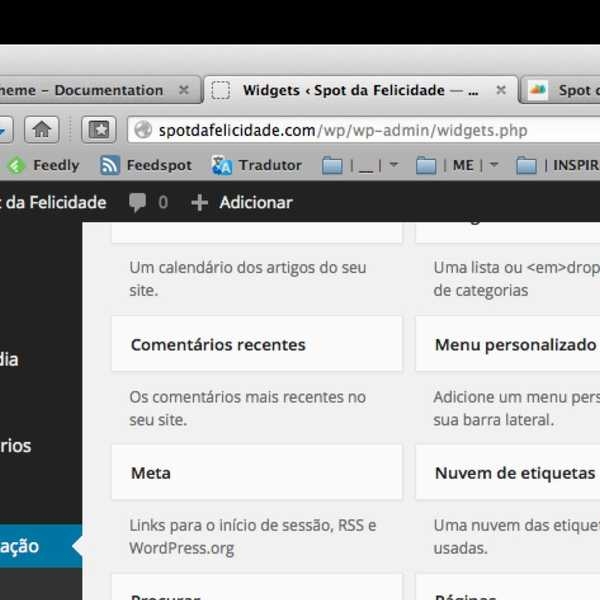 heme – Documentation
Widgets ‹ Spot da Felicidade — ...
Spot
spotdafelicidade.com/wp/wp-admin/widgets.php
Feedly
Feedspot
Tradutor
| __ |
| ME |
| INSPIR
da Felicidade
0
Adicionar
Um calendário dos artigos do seu
site.
Uma lista ou <em>drop
de categorias
Comentários recentes
Menu personalizado
Os comentários mais recentes no
seu site.
Adicione um menu pers
sua barra lateral.
dia
rios
ação
Meta
Nuvem de etiquetas
Links para o início de sessão, RSS e
WordPress.org
Uma nuvem das etiquet
usadas.
Procurar
Páginas